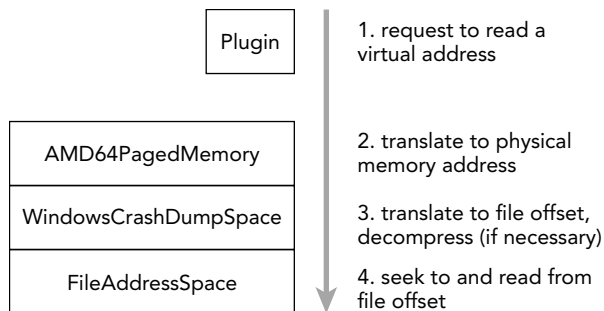 Plugin
1. request to read a
virtual address
AMD64PagedMemory
2. translate to physical
memory address
WindowsCrashDumpSpace
3. translate to file offset,
decompress (if necessary)
FileAddressSpace
4. seek to and read from
file offset